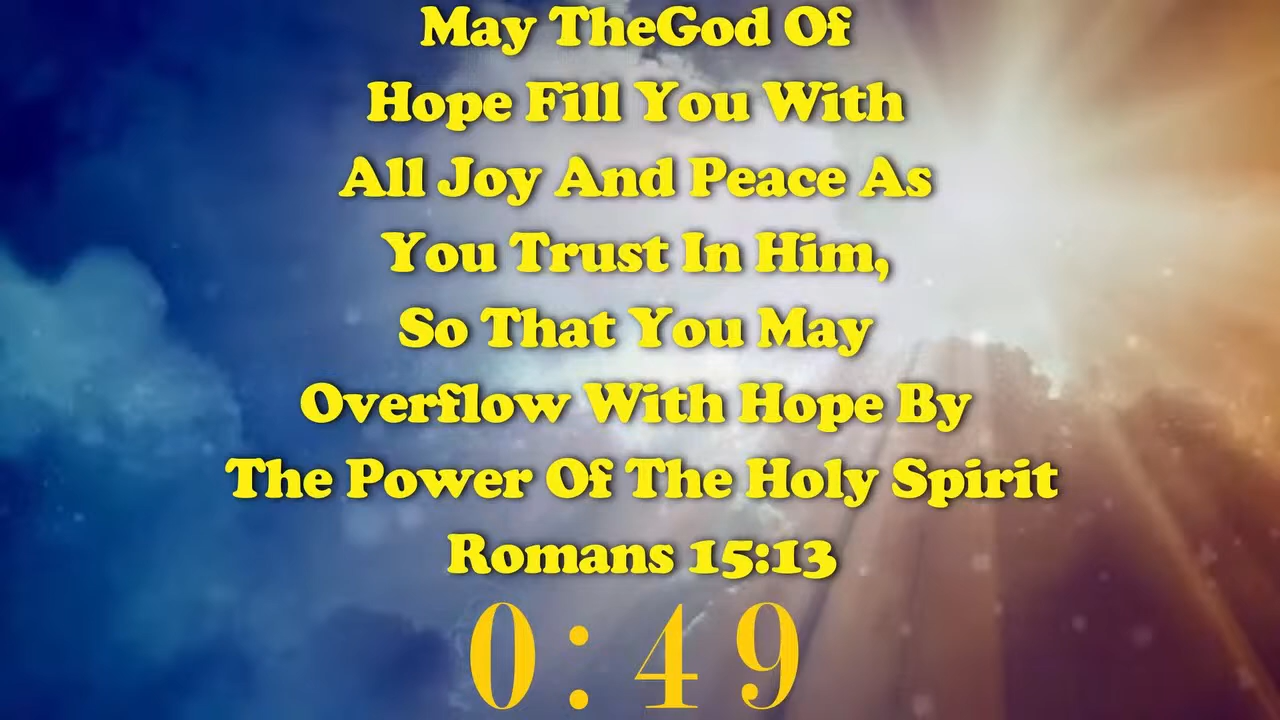 May TheGod Of
Hope Fill You With
All Joy And Peace As
You Trust In Him,
So That You May
Overflow With Hope By
The Power Of The Holy Spirit
Romans 15:13
0:49